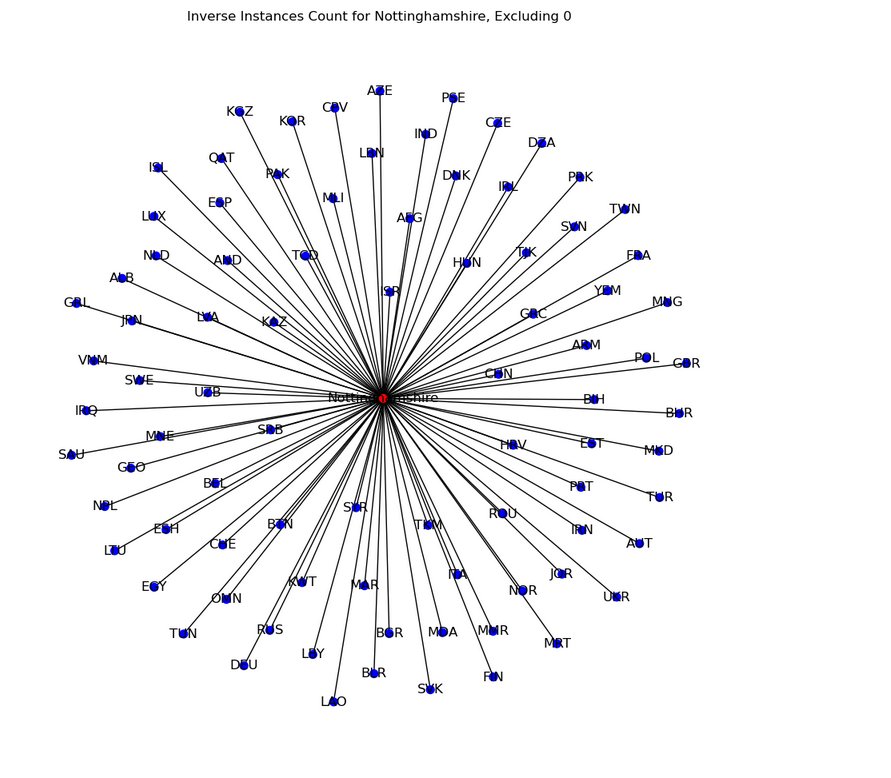 Inverse Instances Count for Nottinghamshire, Excluding 0
AZE
PSE
CPV
KGZ
KOR
CZE
IND
DZA
LBN
QAT
ISL
PAK
DNK
PRK
IRL
MLI
ESP
TWN
LUX
AFG
SVN
TJK
NLD
TCD
FRA
AND
HUN
ALB
ISR
YEM
GRL
MNG
GRC
LVA
JPN
KAZ
ARM
POL
VNM
GBR
CHN
SWE
UZB
Nottinghamshire
BIH
IRQ
BHR
SRB
MNE
EST
HRV
MKD
SAU
GEO
BEL
PRT
TUR
NPL
SYR
ROU
BTN
TKM
ESH
IRN
CHE
AUT
LTU
ITA
JOR
KWT
MAR
EGY
NOR
OMN
UKR
RUS
MMR
MDA
BGR
TUN
MRT
LBY
DEU
BLR
FIN
SVK
LAO